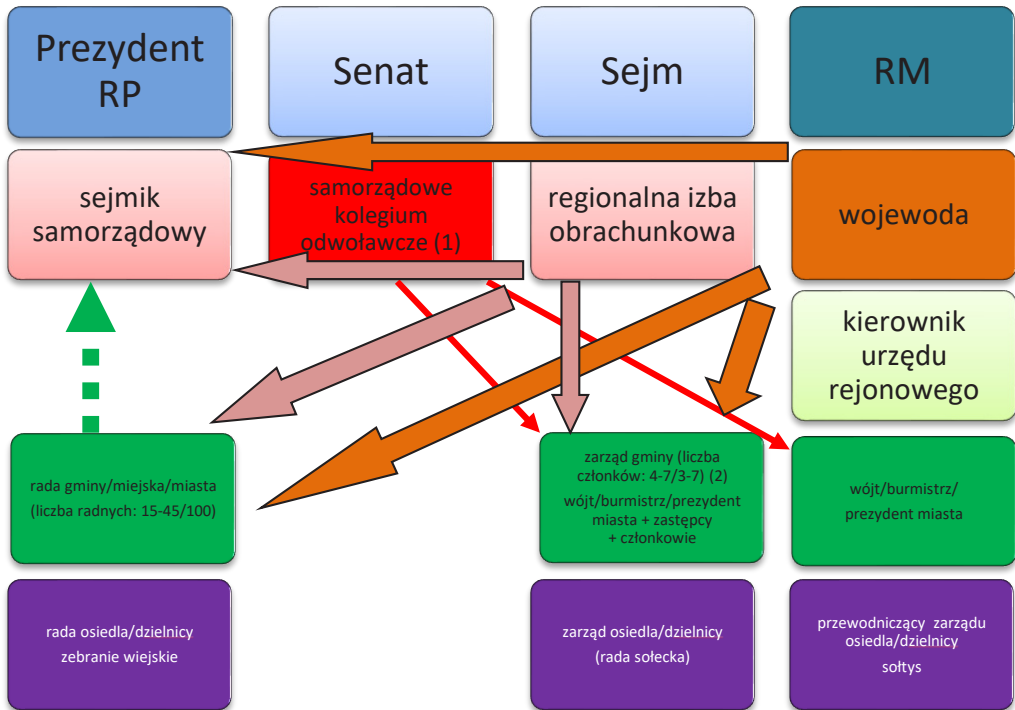 Prezydent
RP
Senat
Sejm
RM
sejmik
samorządowy
samorządowe
kolegium
odwoławcze (1)
regionalna izba
obrachunkowa
wojewoda
kierownik
urzędu
rejonowego
rada gminy/miejska/miasta
(liczba radnych: 15-45/100)
zarząd gminy (liczba
członków: 4-7/3-7) (2)
wójt/burmistrz/prezydent
miasta + zastępcy
+ członkowie
wójt/burmistrz/
prezydent miasta
rada osiedla/dzielnicy
zebranie wiejskie
zarząd osiedla/dzielnicy
(rada sołecka)
przewodniczący zarządu
osiedla/dzielnicy
sołtys